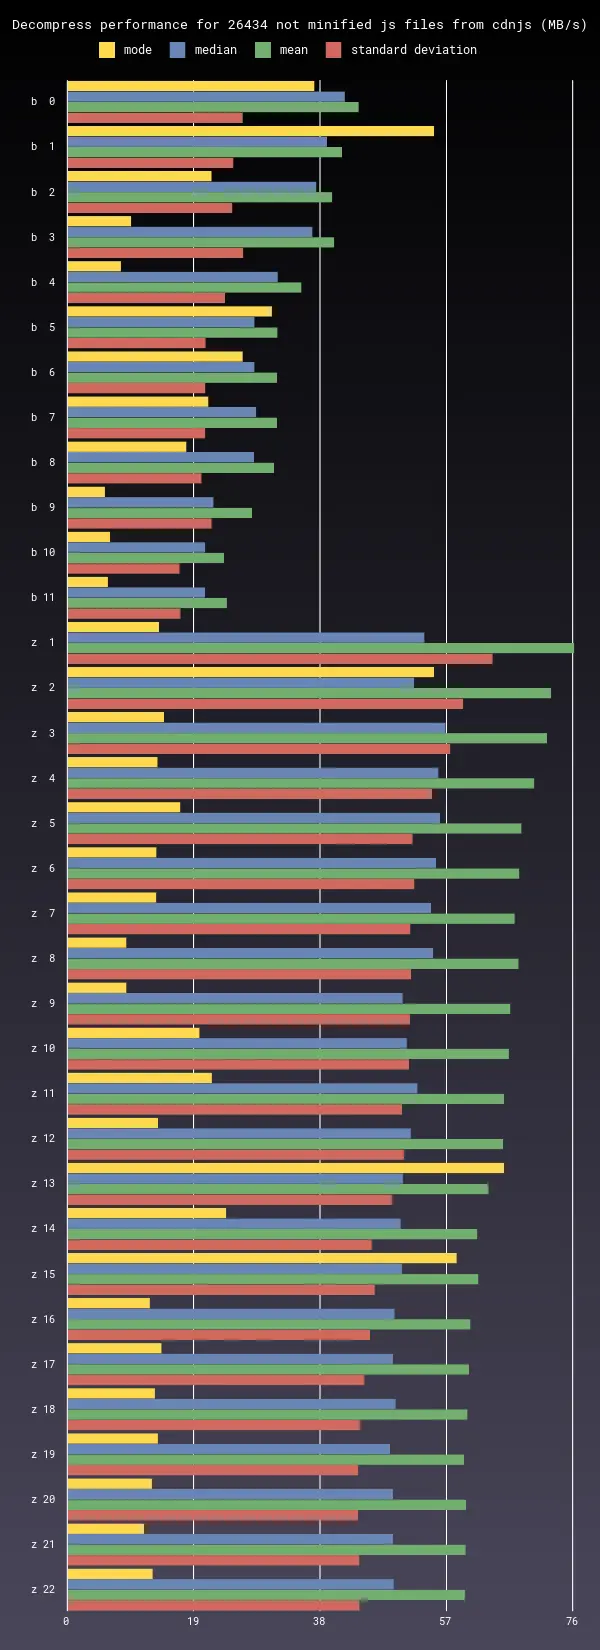 Decompress performance for 26434 not minified js files from cdnjs (MB/s)
mode median mean standard deviation
b 0
b 1
b 2
b 3
b 4
b 5
b 6
b 7
b 8
b 9
b 10
b 11
z 1
z 2
z 3
z 4
z 5
z 6
z 7
z 8
z 9
z 10
z 11
z 12
z 13
z 14
z 15
z 16
z 17
z 18
z 19
z 20
z 21
z 22
0 19 38 57 76